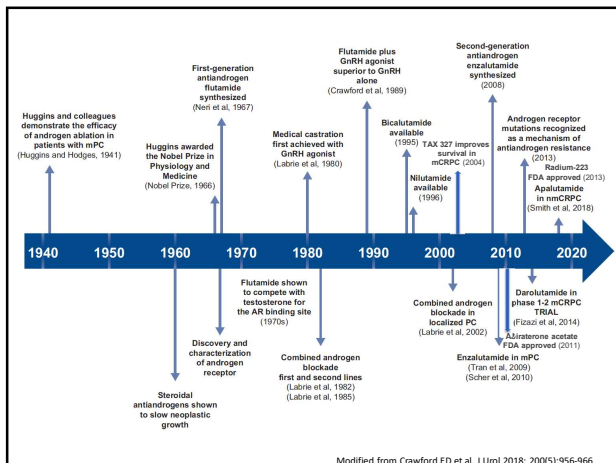 Huggins and colleagues
demonstrate the efficacy
of androgen ablation in
patients with mPC
(Huggins and Hodges, 1941)
First-generation
antiandrogen
flutamide synthesized
(Neri et al, 1967)
Huggins awarded
the Nobel Prize in
Physiology and
Medicine
(Nobel Prize, 1966)
Medical castration
first achieved with
GnRH agonist
(Labrie et al, 1980)
Flutamide plus
GnRH agonist
superior to GnRH
alone
(Crawford et al, 1989)
Bicalutamide
available
(1995)
Nilutamide
available
(1996)
TAX 327 improves
survival in
mCRPC (2004)
Second-generation
antiandrogen
enzalutamide
synthesized
(2008)
Androgen receptor
mutations recognized
as a mechanism of
antiandrogen resistance
(2013)
Radium-223
FDA approved (2013)
Apalutamide
in nmCRPC
(Smith et al, 2018)
1940 1950 1960 1970 1980 1990 2000 2010 2020
Steroidal
antiandrogens shown
to slow neoplastic
growth
Discovery and
characterization
of androgen
receptor
Flutamide shown
to compete with
testosterone for
the AR binding site
(1970s)
Combined androgen
blockade
first and second lines
(Labrie et al, 1982)
(Labrie et al, 1985)
Combined androgen
blockade in
localized PC
(Labrie et al, 2002)
Enzalutamide in mPC
(Tran et al, 2009)
(Scher et al, 2010)
Abiraterone acetate
FDA approved (2011)
Darolutamide in
phase 1-2 mCRPC
TRIAL
(Fizazi et al, 2014)
Modified from Crawford ED et al. J Urol 2018; 200(5):956-966